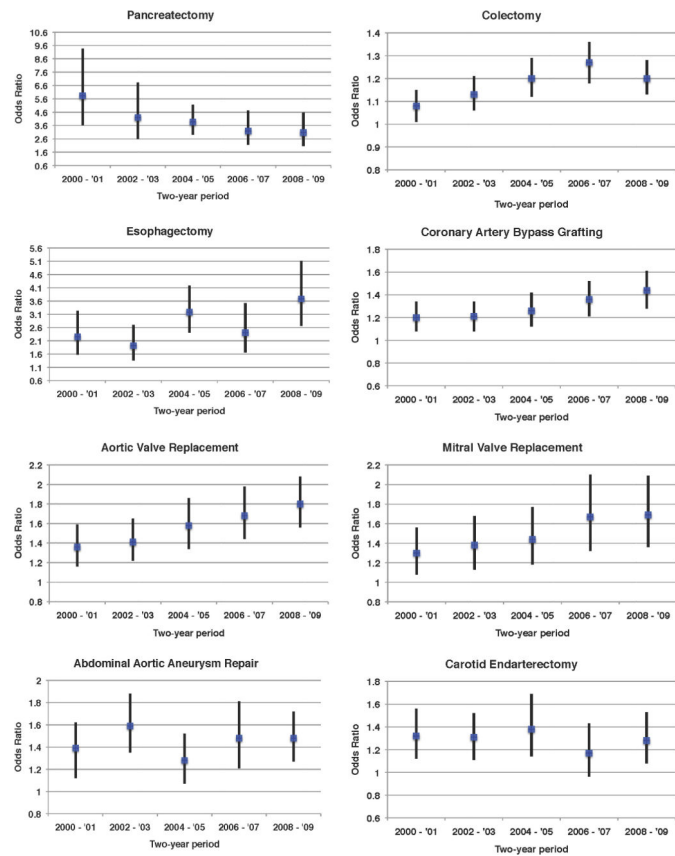 Pancreatectomy
Odds Ratio
10.6
9.6
8.6
7.6
6.6
5.6
4.6
3.6
2.6
1.6
0.6
2000 - '01 2002 - '03 2004 - '05 2006 - '07 2008 - '09
Two-year period
Colectomy
Odds Ratio
1.4
1.3
1.2
1.1
1
0.9
0.8
2000 - '01 2002 - '03 2004 - '05 2006 - '07 2008 - '09
Two-year period
Esophagectomy
Odds Ratio
5.6
5.1
4.6
4.1
3.6
3.1
2.6
2.1
1.6
1.1
0.6
2000 - '01 2002 - '03 2004 - '05 2006 - '07 2008 - '09
Two-year period
Coronary Artery Bypass Grafting
Odds Ratio
1.8
1.6
1.4
1.2
1
0.8
0.6
2000 - '01 2002 - '03 2004 - '05 2006 - '07 2008 - '09
Two-year period
Aortic Valve Replacement
Odds Ratio
2.2
2
1.8
1.6
1.4
1.2
1
0.8
2000 - '01 2002 - '03 2004 - '05 2006 - '07 2008 - '09
Two-year period
Mitral Valve Replacement
Odds Ratio
2.2
2
1.8
1.6
1.4
1.2
1
0.8
2000 - '01 2002 - '03 2004 - '05 2006 - '07 2008 - '09
Two-year period
Abdominal Aortic Aneurysm Repair
Odds Ratio
2
1.8
1.6
1.4
1.2
1
0.8
2000 - '01 2002 - '03 2004 - '05 2006 - '07 2008 - '09
Two-year period
Carotid Endarterectomy
Odds Ratio
1.8
1.6
1.4
1.2
1
0.8
0.6
2000 - '01 2002 - '03 2004 - '05 2006 - '07 2008 - '09
Two-year period